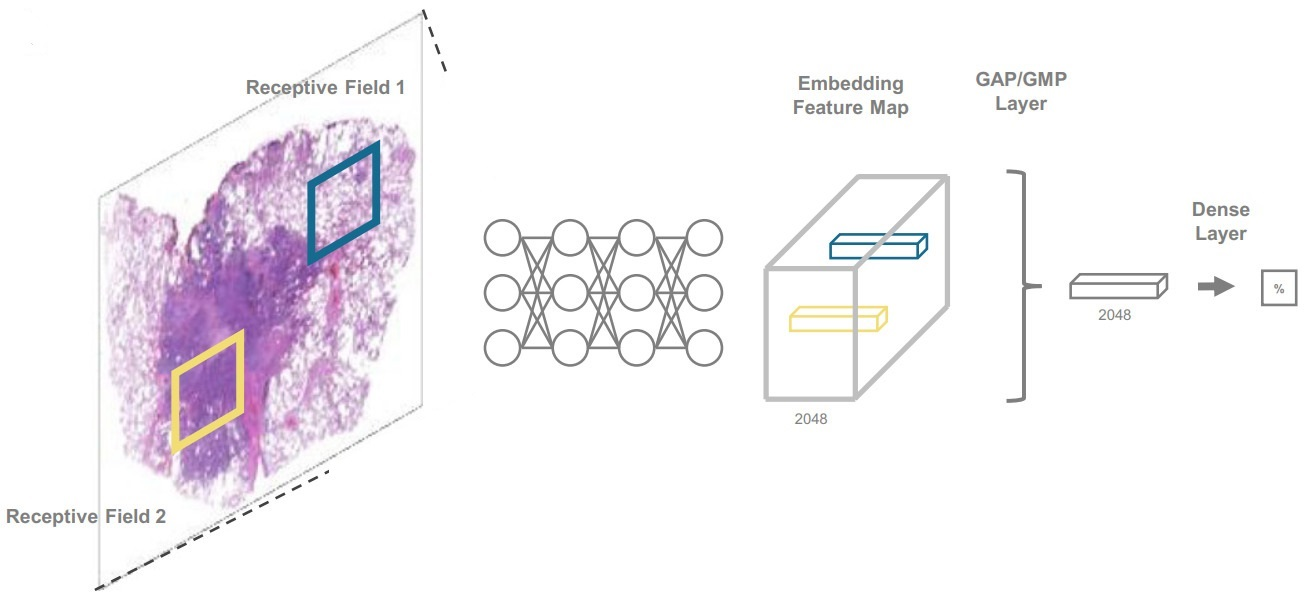 Receptive Field 1
Receptive Field 2
Embedding
Feature Map
2048
GAP/GMP
Layer
2048
Dense
Layer
%